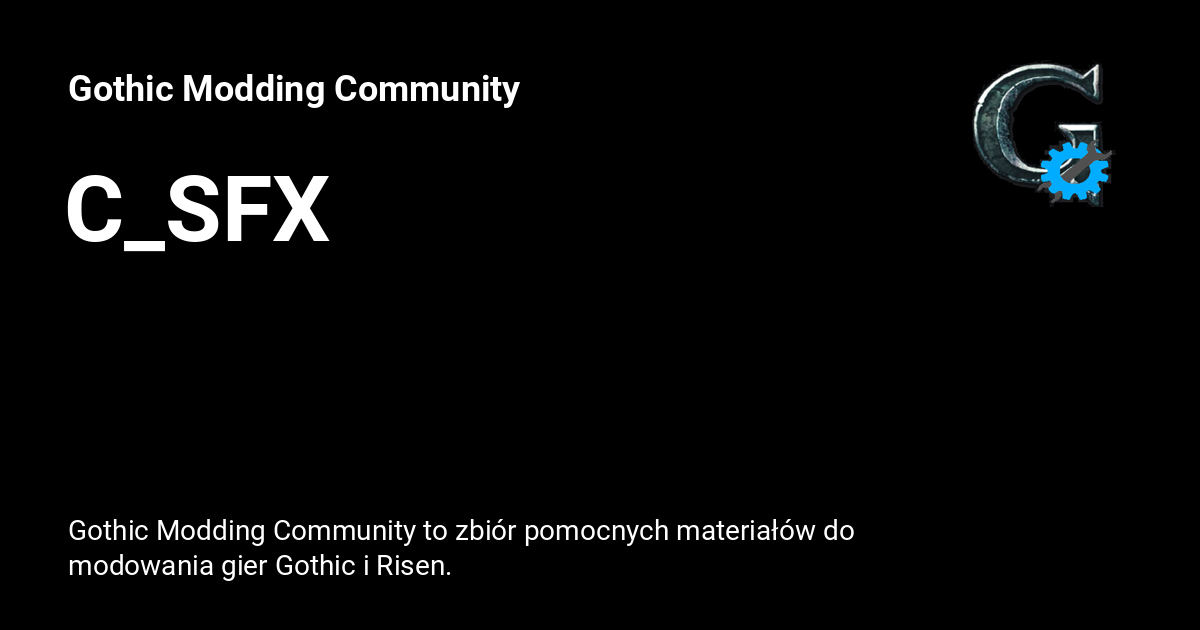 Gothic Modding Community
C_SFX
Gothic Modding Community to zbiór pomocnych materiałów do
modowania gier Gothic i Risen.